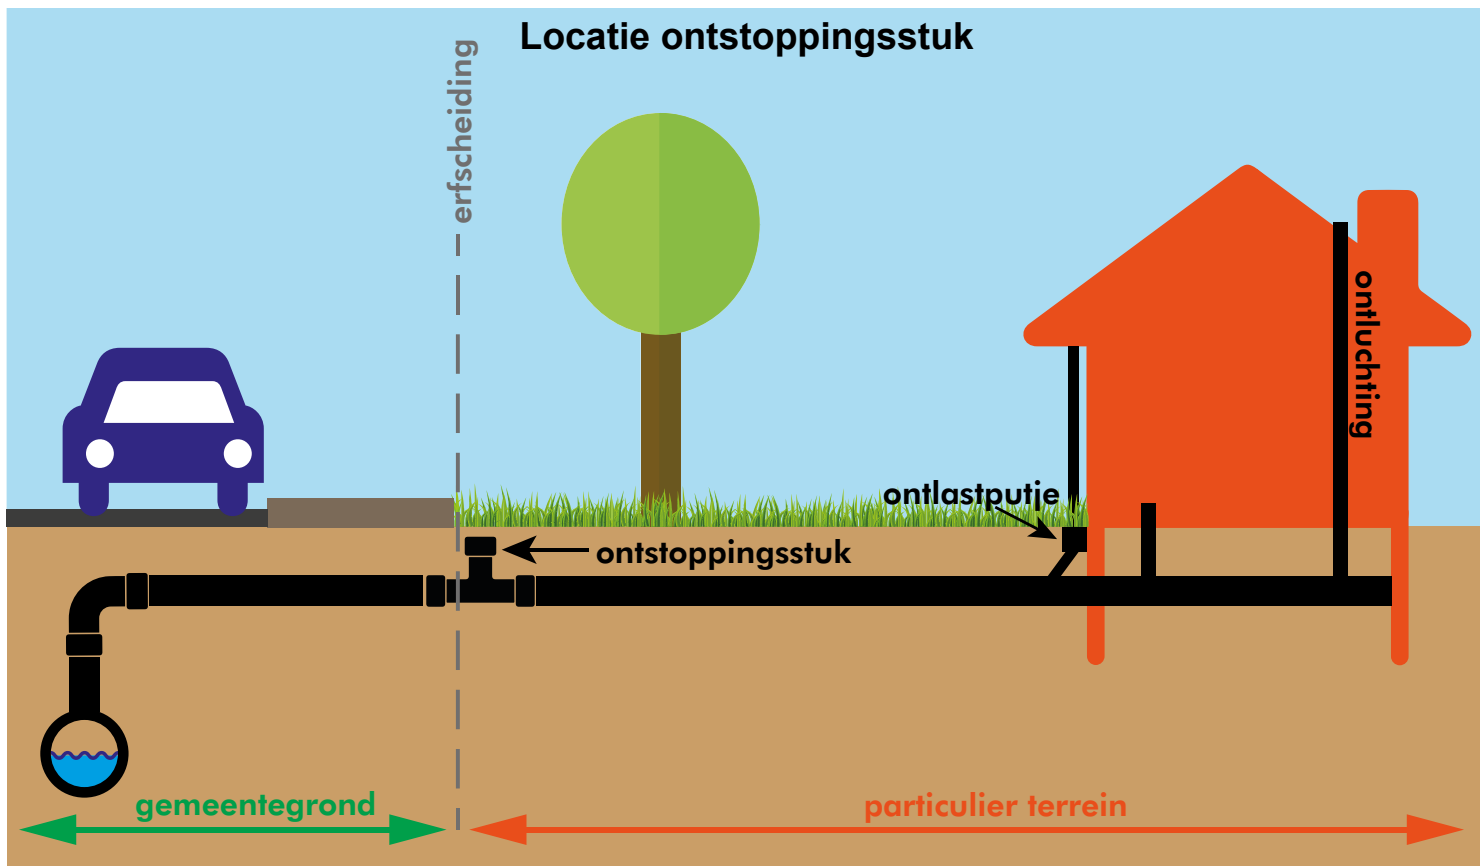 Locatie ontstoppingsstuk
erfscheiding
ontluchting
ontlastputje
ontstoppingsstuk
gemeentegrond
particulier terrein